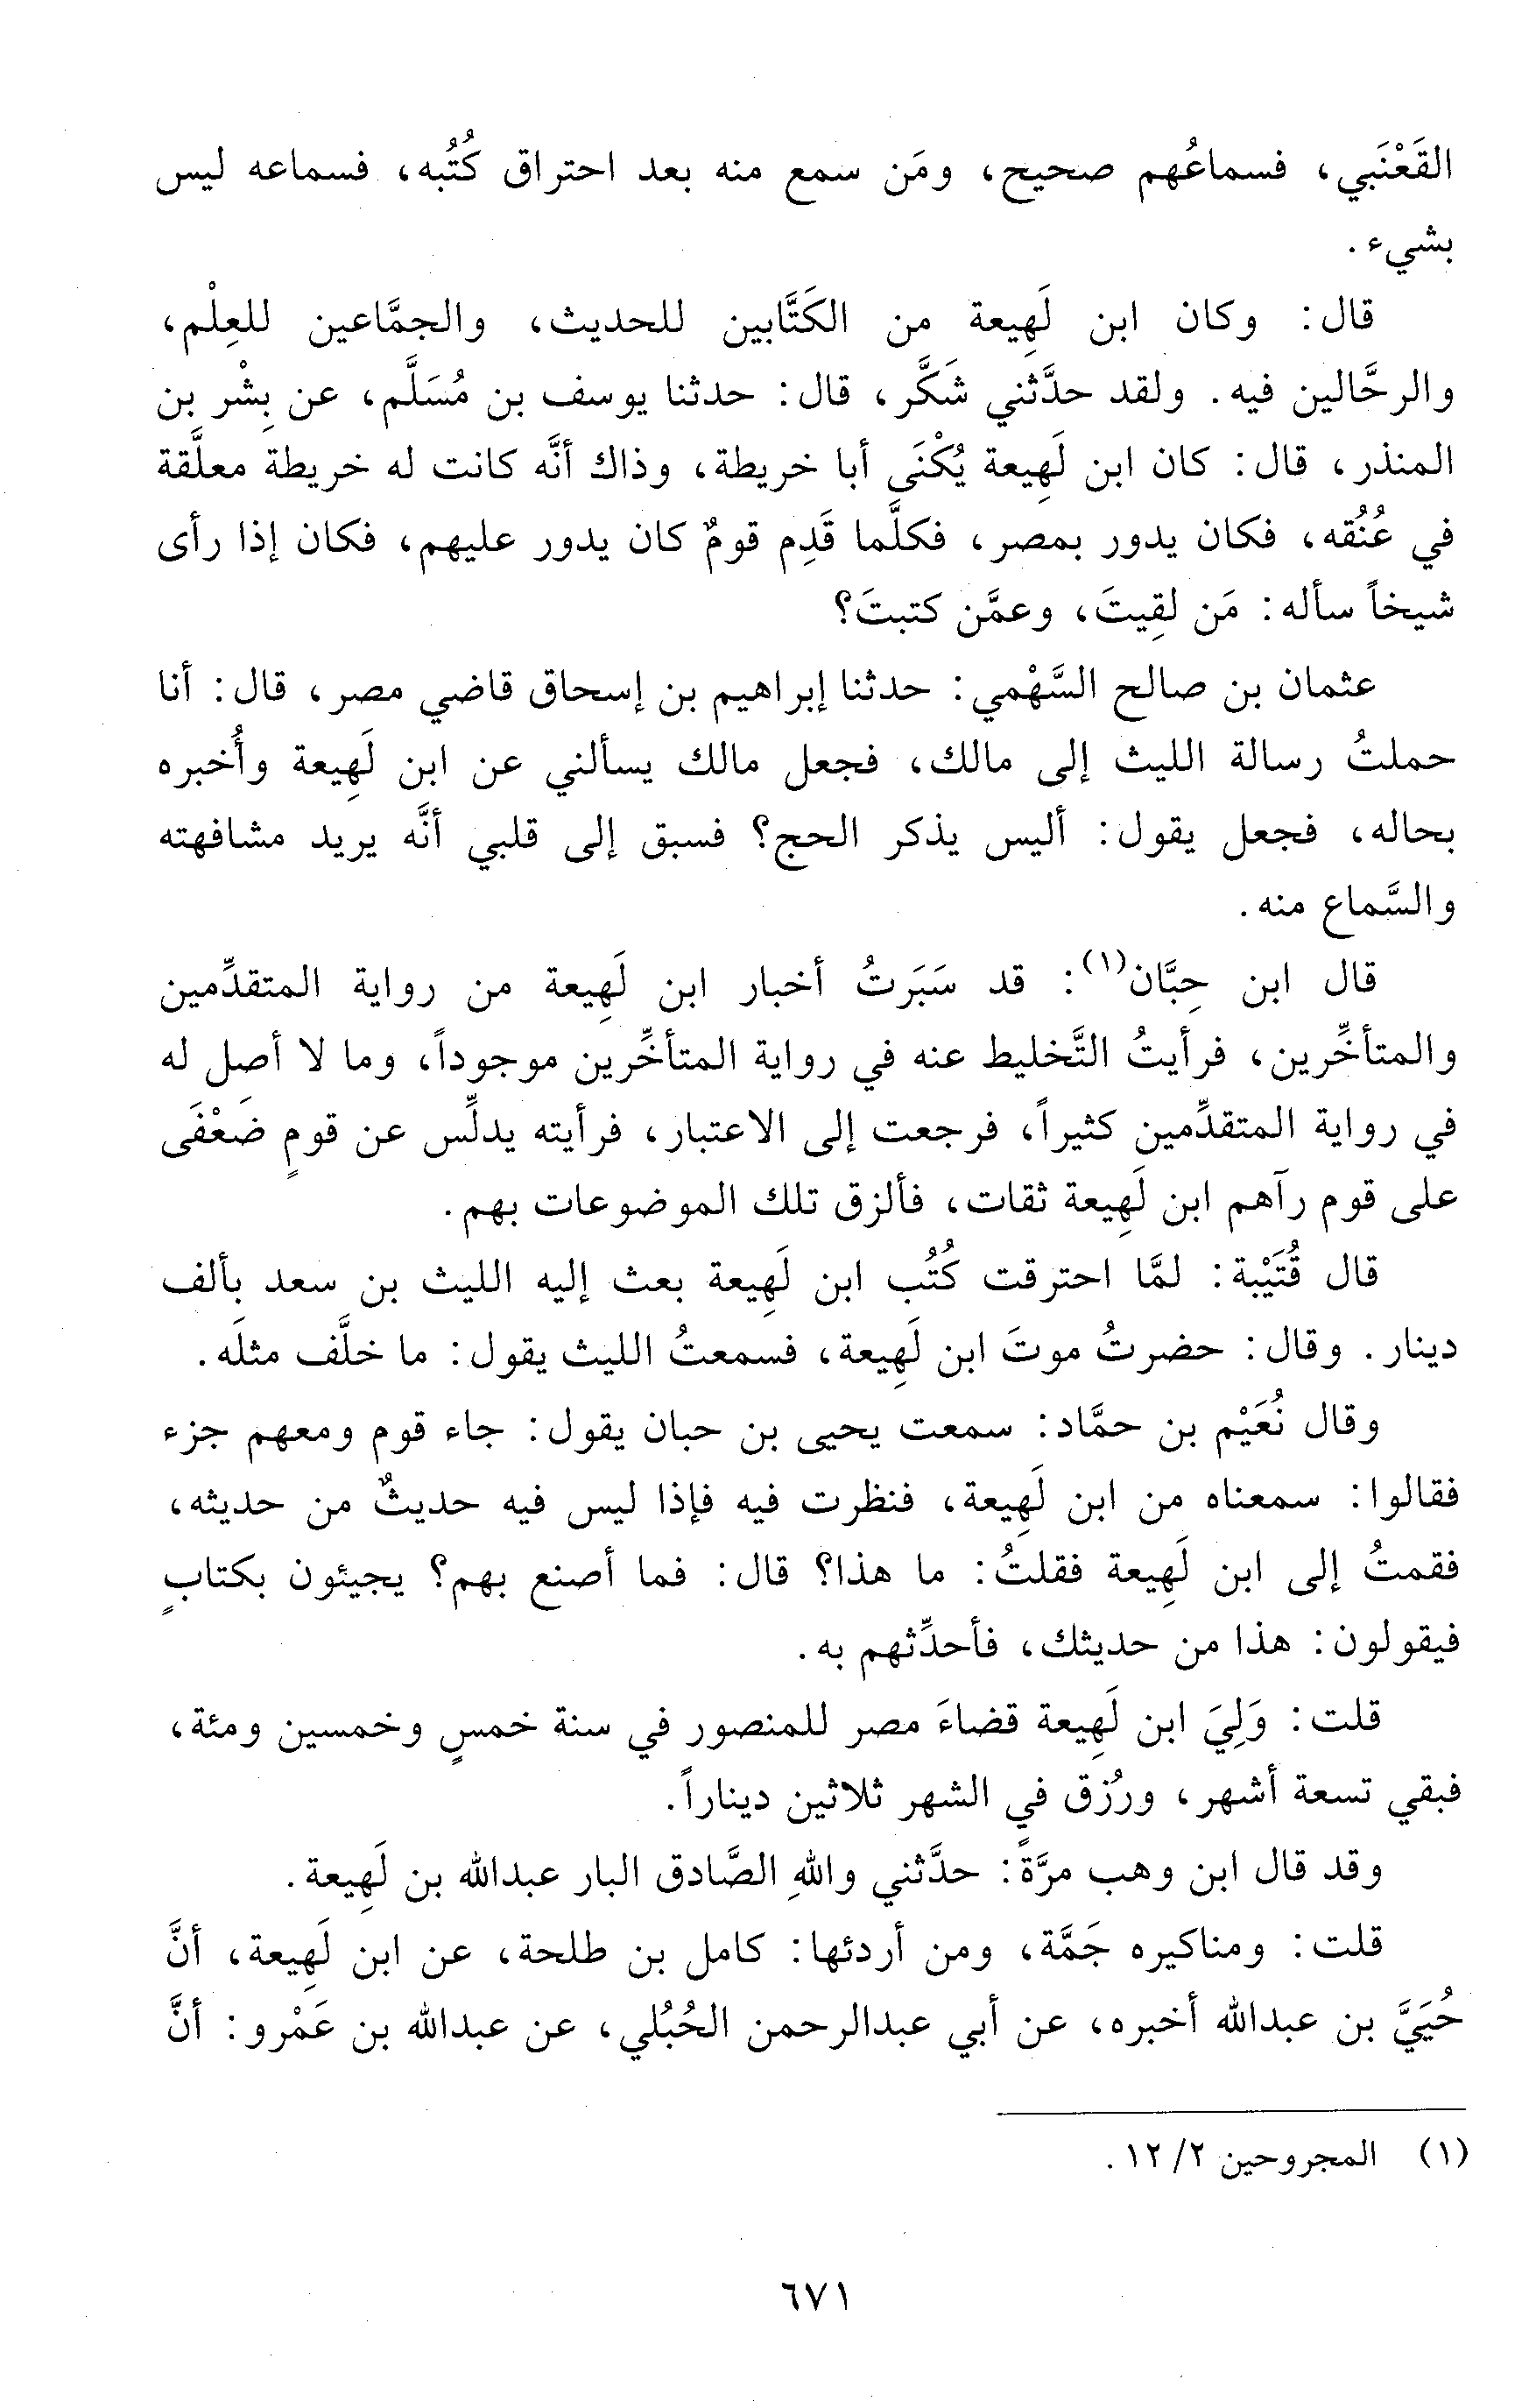 القَعْنَبي، فسماعُهم صحيح، ومَن سمع منه بعد احتراق كُتُبه، فسماعه ليس
بشيء.
قال: وكان ابن لَهِيعة من الكَتَّابين للحديث، والجمَّاعين للعِلْم،
والرحَّالين فيه. ولقد حدَّثني شَكَّر، قال: حدثنا يوسف بن مُسَلَّم، عن بِشْر بن
المنذر، قال: كان ابن لَهِيعة يُكْنَى أبا خريطة، وذاك أنَّه كانت له خريطة معلَّقة
في عُنُقه، فكان يدور بمصر، فكلَّما قَدِم قومٌ كان يدور عليهم، فكان إذا رأى
شيخاً سأله: مَن لقِيتَ، وعمَّن كتبتَ؟
عثمان بن صالح السَّهْمي: حدثنا إبراهيم بن إسحاق قاضي مصر، قال: أنا
حملتُ رسالة الليث إلى مالك، فجعل مالك يسألني عن ابن لَهِيعة وأُخبره
بحاله، فجعل يقول: أليس يذكر الحج؟ فسبق إلى قلبي أنَّه يريد مشافهته
والسَّماع منه.
قال ابن حِبَّان(١): قد سَبَرتُ أخبار ابن لَهِيعة من رواية المتقدِّمين
والمتأخِّرين، فرأيتُ التَّخليط عنه في رواية المتأخِّرين موجوداً، وما لا أصل له
في رواية المتقدِّمين كثيراً، فرجعت إلى الاعتبار، فرأيته يدلِّس عن قومٍ ضَعْفَى
على قوم رآهم ابن لَهِيعة ثقات، فألزق تلك الموضوعات بهم.
قال قُتَيْبة: لمَّا احترقت كُتُب ابن لَهِيعة بعث إليه الليث بن سعد بألف
دينار. وقال: حضرتُ موتَ ابن لَهِيعة، فسمعتُ الليث يقول: ما خلَّف مثلَه.
وقال نُعَيْم بن حمَّاد: سمعت يحيى بن حبان يقول: جاء قوم ومعهم جزء
فقالوا: سمعناه من ابن لَهِيعة، فنظرت فيه فإذا ليس فيه حديثٌ من حديثه،
فقمتُ إلى ابن لَهِيعة فقلتُ: ما هذا؟ قال: فما أصنع بهم؟ يجيئون بكتابٍ
فيقولون: هذا من حديثك، فأحدِّثهم به.
قلت: وَلِيَ ابن لَهِيعة قضاءَ مصر للمنصور في سنة خمسٍ وخمسين ومئة،
فبقي تسعة أشهر، ورُزق في الشهر ثلاثين ديناراً.
وقد قال ابن وهب مرَّةً: حدَّثني واللهِ الصَّادق البار عبدالله بن لَهِيعة.
قلت: ومناكيره جَمَّة، ومن أردئها: كامل بن طلحة، عن ابن لَهِيعة، أنَّ
حُيَيَّ بن عبدالله أخبره، عن أبي عبدالرحمن الحُبُلي، عن عبدالله بن عَمْرو: أنَّ
(١) المجروحين ٢/ ١٢.
٦٧١